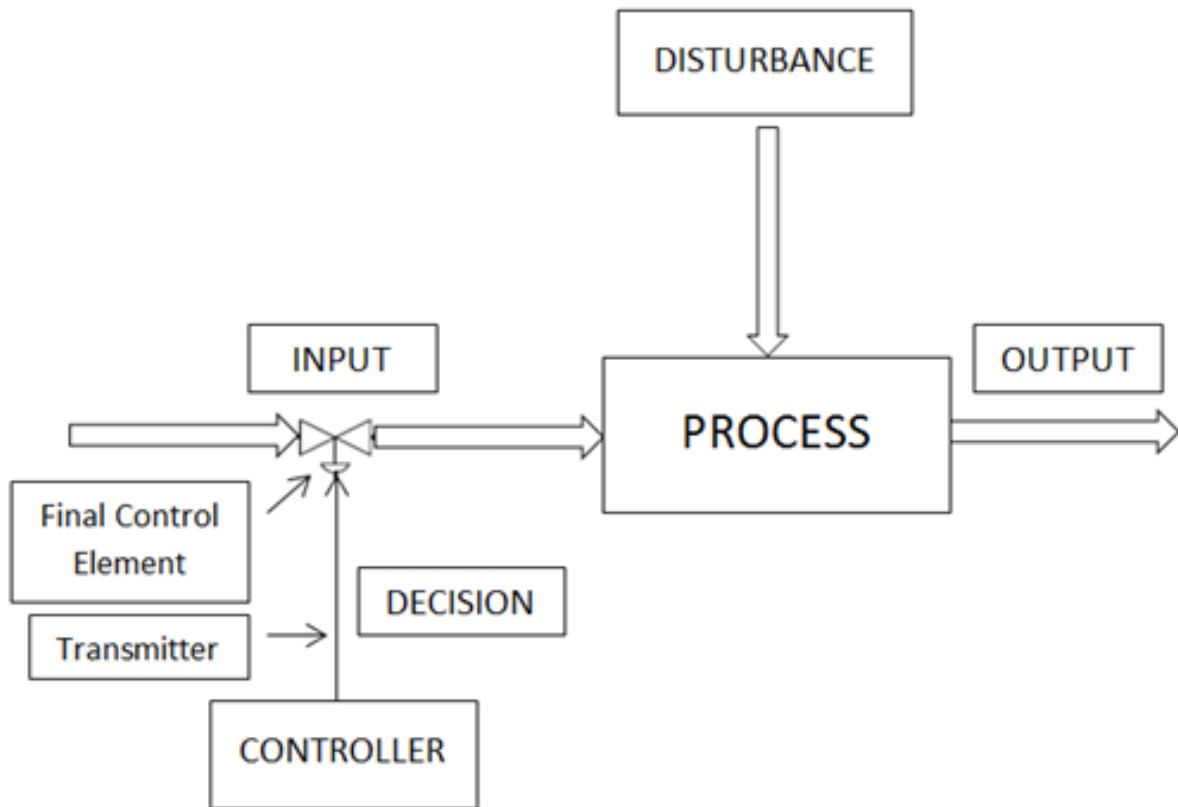 DISTURBANCE
INPUT
OUTPUT
PROCESS
Final Control
Element
DECISION
Transmitter
CONTROLLER